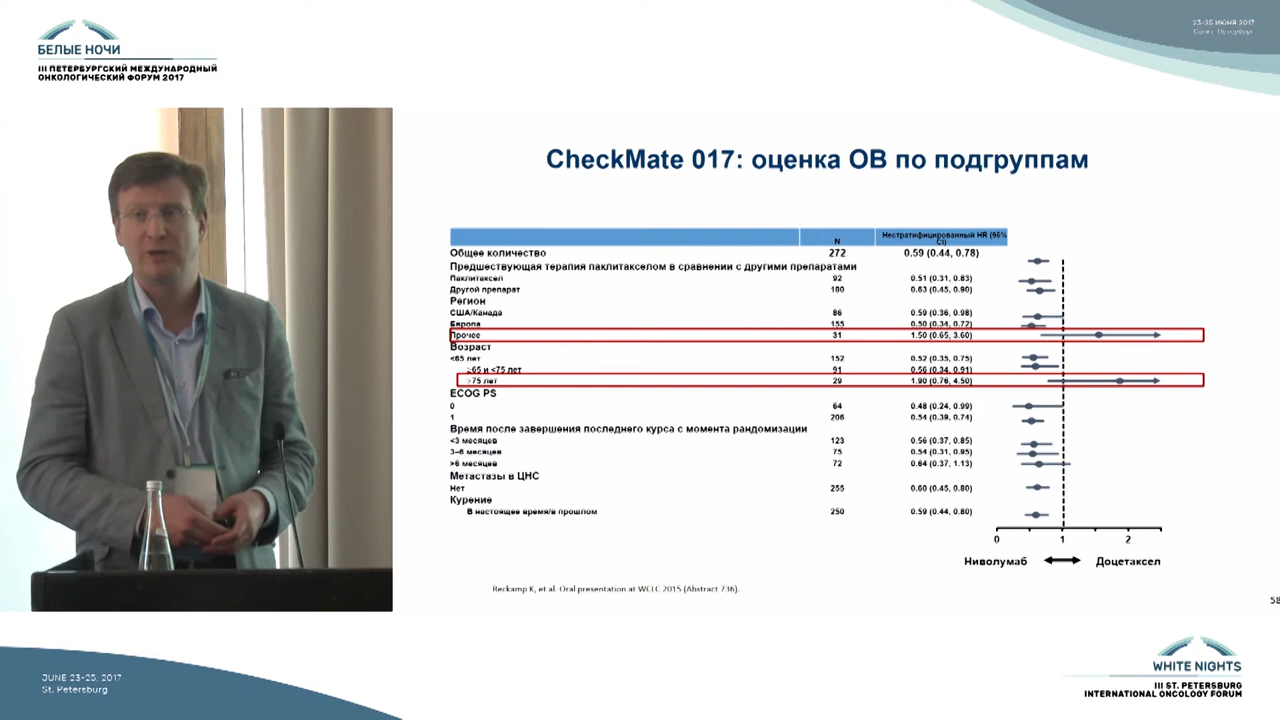 БЕЛЫЕ НОЧИ
III ПЕТЕРБУРГСКИЙ МЕЖДУНАРОДНЫЙ
ОНКОЛОГИЧЕСКИЙ ФОРУМ 2017
23-25 ИЮНЯ 2017
Санкт-Петербург
CheckMate 017: оценка ОВ по подгруппам
N Нестратифицированный HR (95% CI)
Общее количество 272 0.59 (0.44, 0.78)
Предшествующая терапия паклитакселом в сравнении с другими препаратами
Паклитаксел 92 0.51 (0.31, 0.83)
Другой препарат 180 0.63 (0.45, 0.90)
Регион
США/Канада 86 0.59 (0.36, 0.98)
Европа 155 0.50 (0.34, 0.72)
Прочее 31 1.50 (0.65, 3.60)
Возраст
<65 лет 152 0.52 (0.35, 0.75)
≥65 и <75 лет 91 0.56 (0.34, 0.91)
≥75 лет 29 1.90 (0.76, 4.50)
ECOG PS
0 64 0.48 (0.24, 0.99)
1 206 0.54 (0.39, 0.74)
Время после завершения последнего курса с момента рандомизации
<3 месяцев 123 0.56 (0.37, 0.85)
3–6 месяцев 75 0.54 (0.31, 0.95)
>6 месяцев 72 0.64 (0.37, 1.13)
Метастазы в ЦНС
Нет 255 0.60 (0.45, 0.80)
Курение
В настоящее время/в прошлом 250 0.59 (0.44, 0.80)
0 1 2
Ниволумаб Доцетаксел
Reckamp K, et al. Oral presentation at WCLC 2015 (Abstract 736).
58
JUNE 23-25, 2017
St. Petersburg
WHITE NIGHTS
III ST. PETERSBURG
INTERNATIONAL ONCOLOGY FORUM